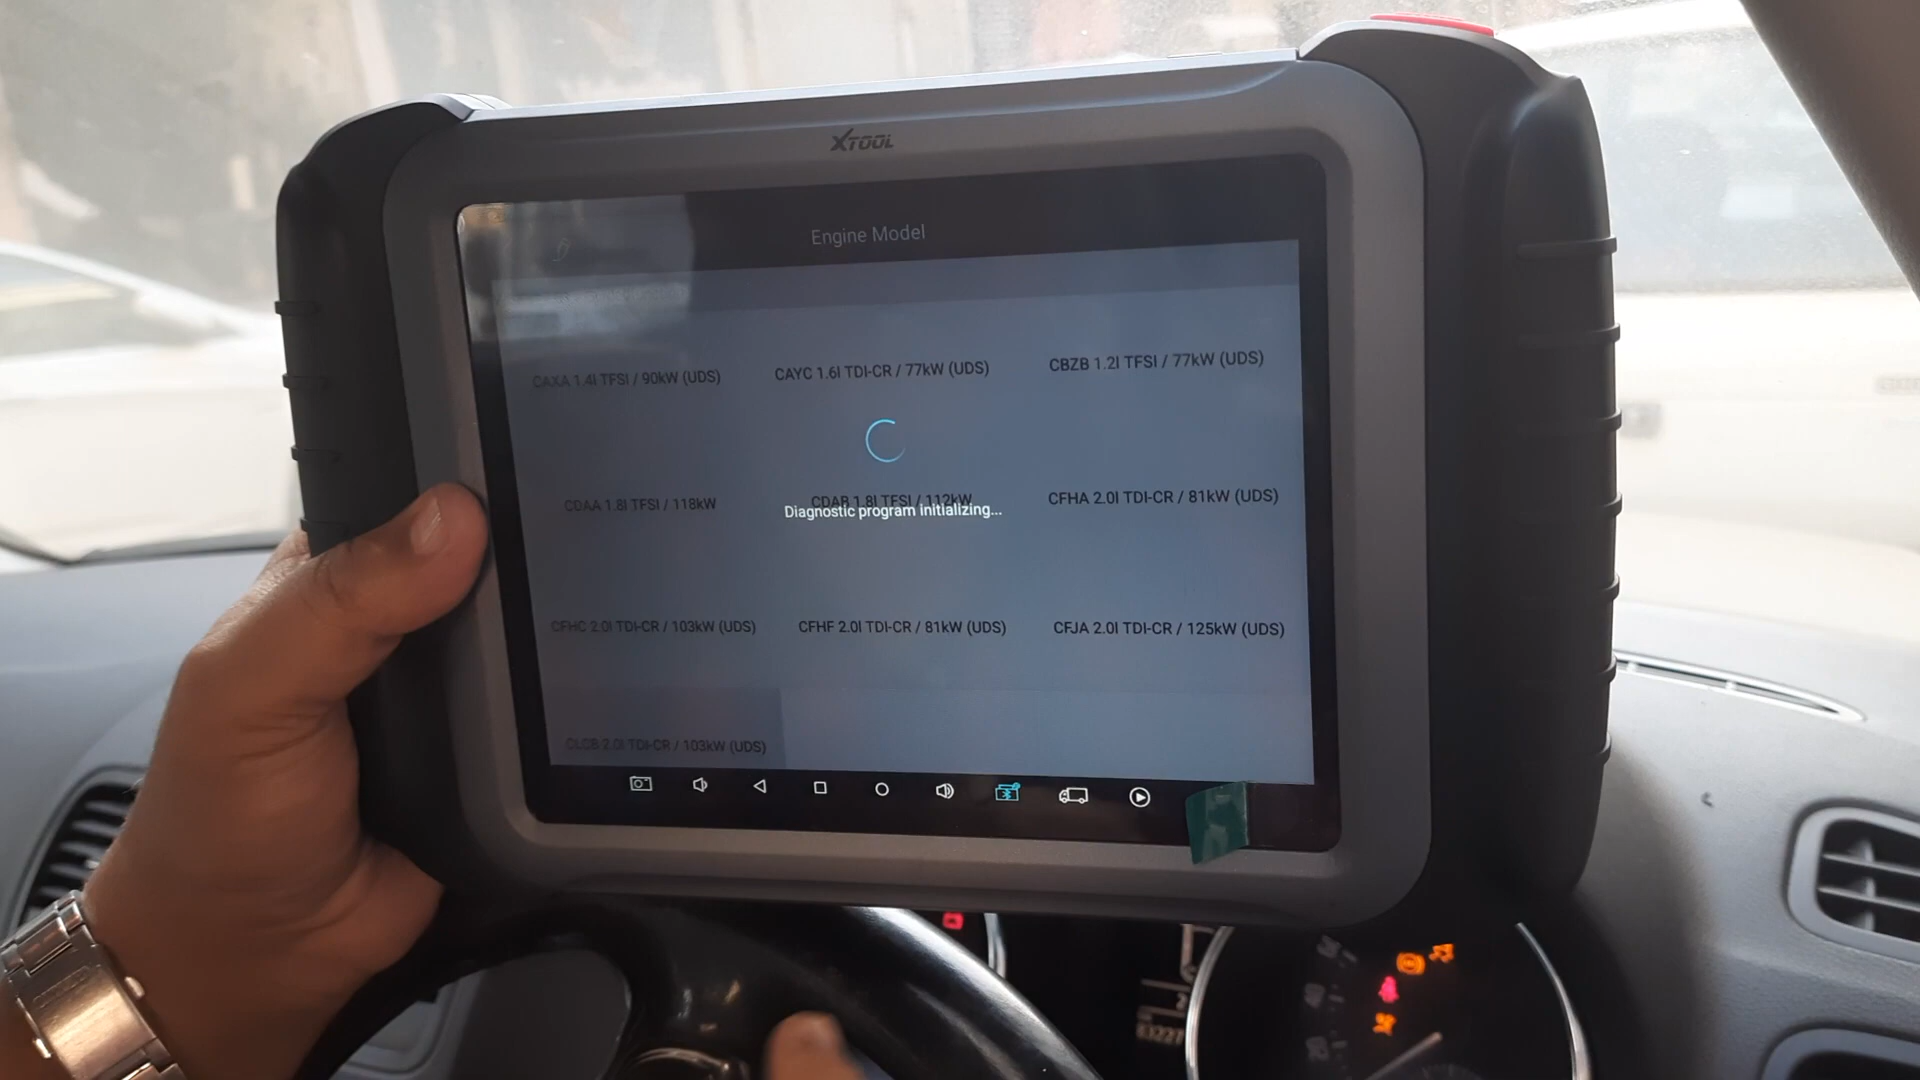 XTOOL
Engine Model
CAXA 1.4l TFSI / 90kW (UDS)
CAYC 1.6l TDI-CR / 77kW (UDS)
CBZB 1.2l TFSI / 77kW (UDS)
CDAA 1.8l TFSI / 118kW
CDAB 1.8l TFSI / 112kW
CFHA 2.0l TDI-CR / 81kW (UDS)
Diagnostic program initializing...
CFHC 2.0l TDI-CR / 103kW (UDS)
CFHF 2.0l TDI-CR / 81kW (UDS)
CFJA 2.0l TDI-CR / 125kW (UDS)
CLCB 2.0l TDI-CR / 103kW (UDS)